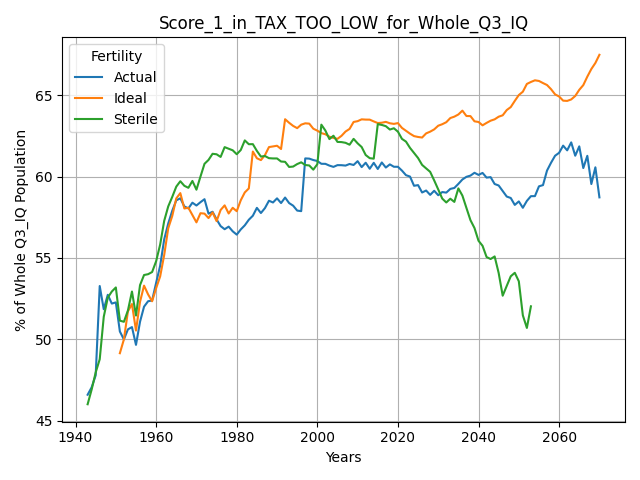 Score_1_in_TAX_TOO_LOW_for_Whole_Q3_IQ
Fertility
Actual
Ideal
Sterile
% of Whole Q3_IQ Population
65
60
55
50
45
1940
1960
1980
2000
2020
2040
2060
Years